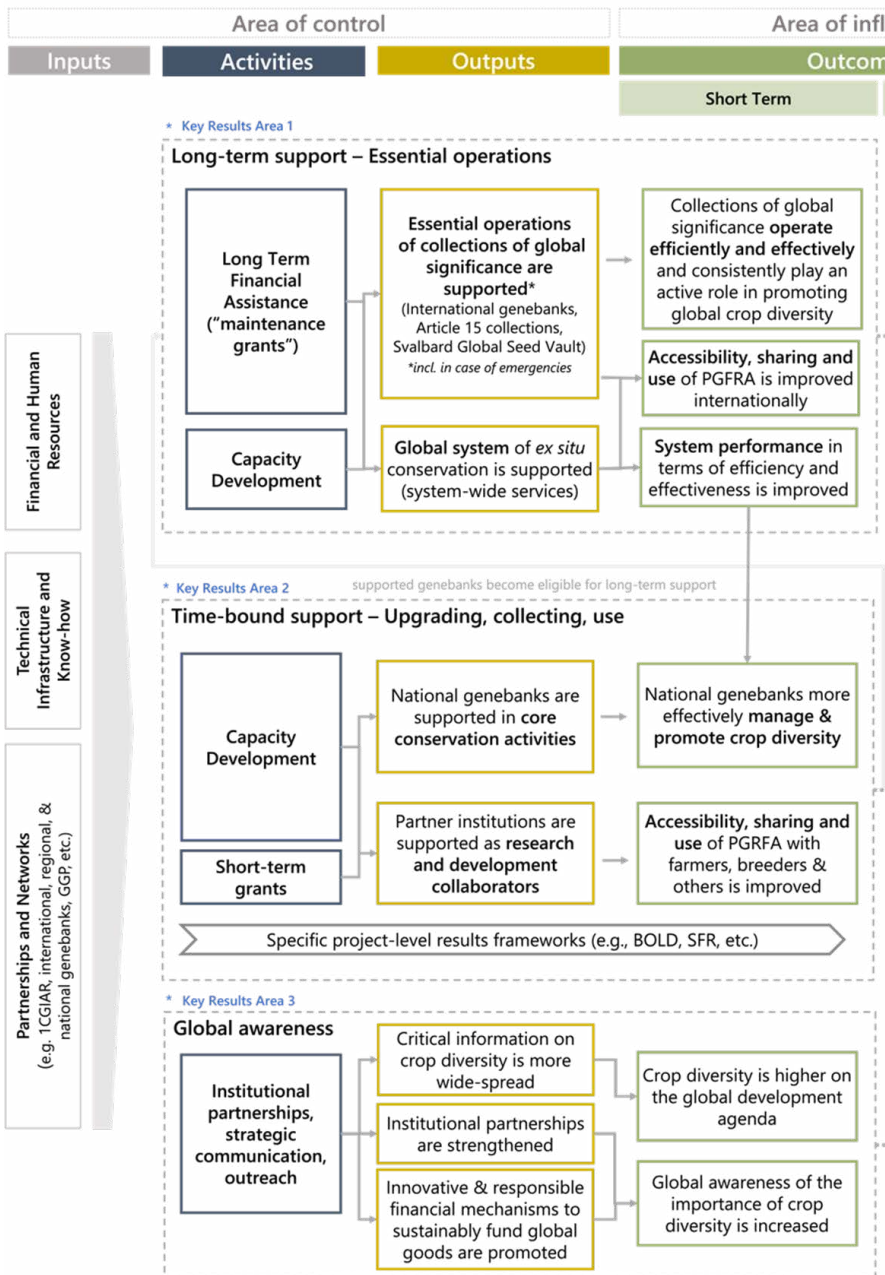 Area of control
Area of infl
Inputs
Activities
Outputs
Outcom
Short Term
* Key Results Area 1
Long-term support – Essential operations
Long Term
Financial
Assistance
(“maintenance
grants”)
Capacity
Development
Essential operations
of collections of global
significance are
supported*
(International genebanks,
Article 15 collections,
Svalbard Global Seed Vault)
*incl. in case of emergencies
Global system of ex situ
conservation is supported
(system-wide services)
Collections of global
significance operate
efficiently and effectively
and consistently play an
active role in promoting
global crop diversity
Accessibility, sharing and
use of PGFRA is improved
internationally
System performance in
terms of efficiency and
effectiveness is improved
Financial and Human
Resources
Technical
Infrastructure and
Know-how
Partnerships and Networks
(e.g. 1CGIAR, international, regional, &
national genebanks, GGP, etc.)
* Key Results Area 2
supported genebanks become eligible for long-term support
Time-bound support – Upgrading, collecting, use
Capacity
Development
Short-term
grants
National genebanks are
supported in core
conservation activities
Partner institutions are
supported as research
and development
collaborators
National genebanks more
effectively manage &
promote crop diversity
Accessibility, sharing and
use of PGRFA with
farmers, breeders &
others is improved
Specific project-level results frameworks (e.g., BOLD, SFR, etc.)
* Key Results Area 3
Global awareness
Institutional
partnerships,
strategic
communication,
outreach
Critical information on
crop diversity is more
wide-spread
Institutional partnerships
are strengthened
Innovative & responsible
financial mechanisms to
sustainably fund global
goods are promoted
Crop diversity is higher on
the global development
agenda
Global awareness of the
importance of crop
diversity is increased